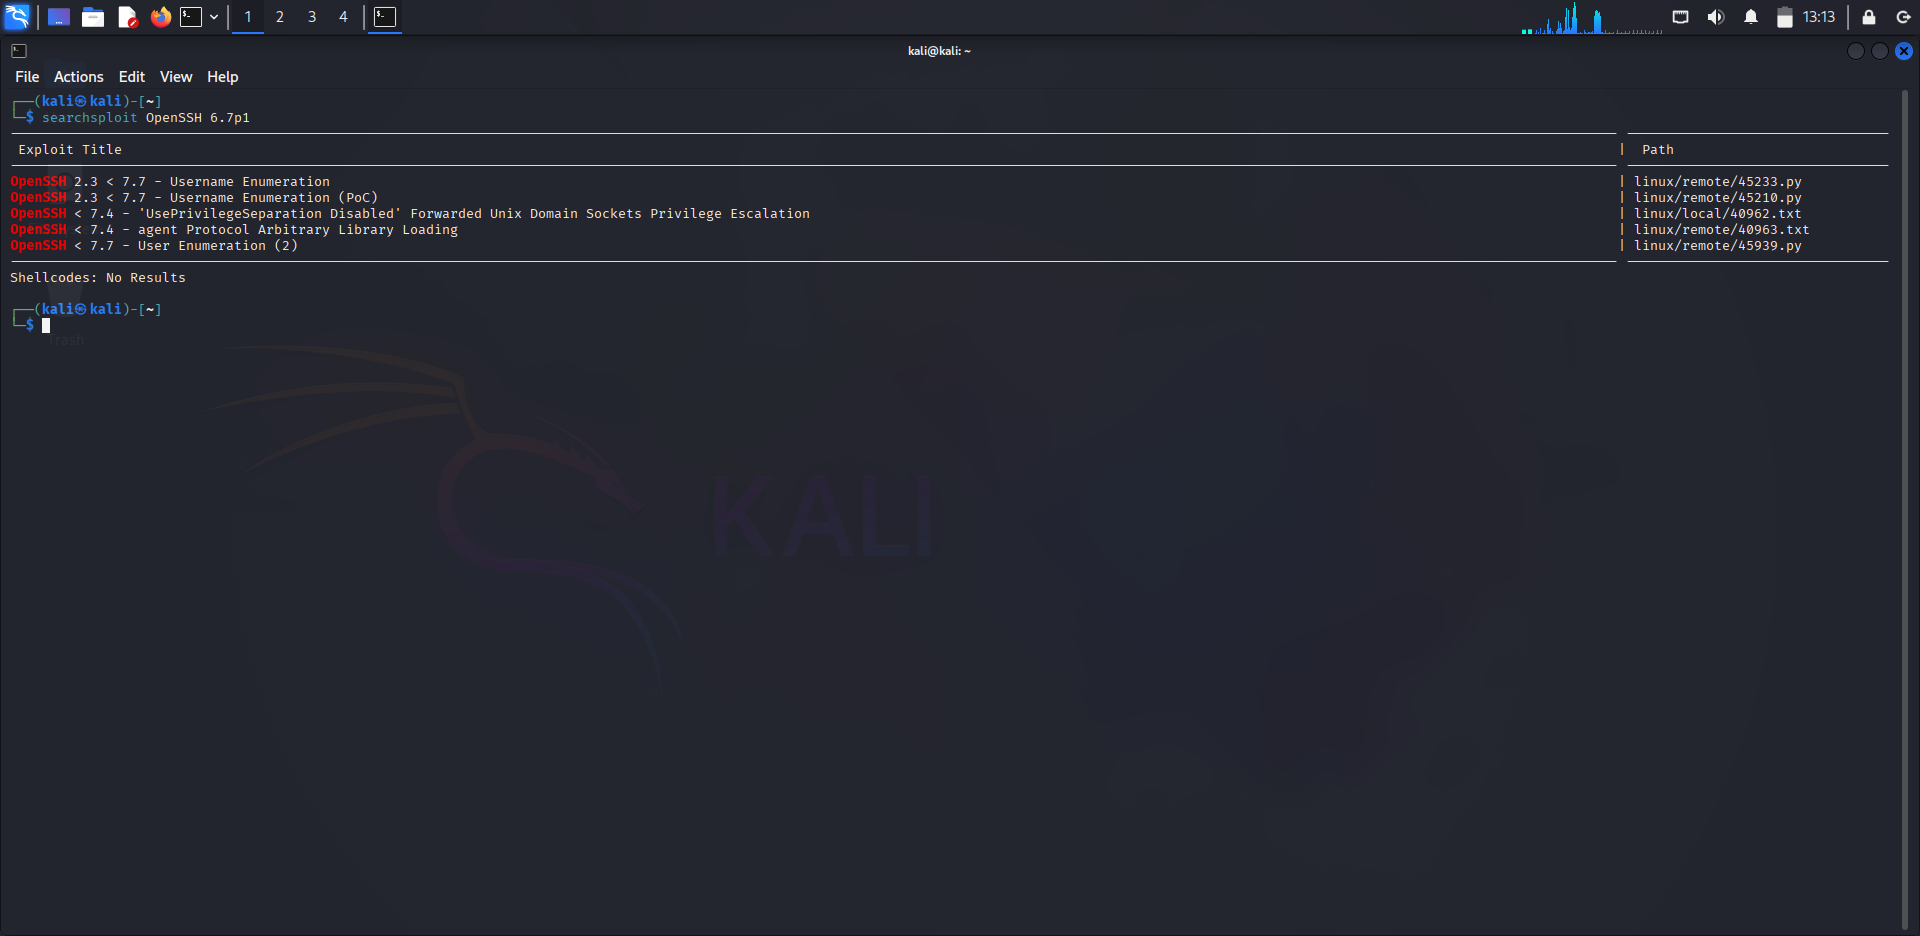 1 2 3 4 13:13
kali@kali: ~
File Actions Edit View Help
┌──(kali㉿kali)-[~]
└─$ searchsploit OpenSSH 6.7p1
Exploit Title | Path
OpenSSH 2.3 < 7.7 - Username Enumeration | linux/remote/45233.py
OpenSSH 2.3 < 7.7 - Username Enumeration (PoC) | linux/remote/45210.py
OpenSSH < 7.4 - 'UsePrivilegeSeparation Disabled' Forwarded Unix Domain Sockets Privilege Escalation | linux/local/40962.txt
OpenSSH < 7.4 - agent Protocol Arbitrary Library Loading | linux/remote/40963.txt
OpenSSH < 7.7 - User Enumeration (2) | linux/remote/45939.py
Shellcodes: No Results
┌──(kali㉿kali)-[~]
└─$
Trash
KALI